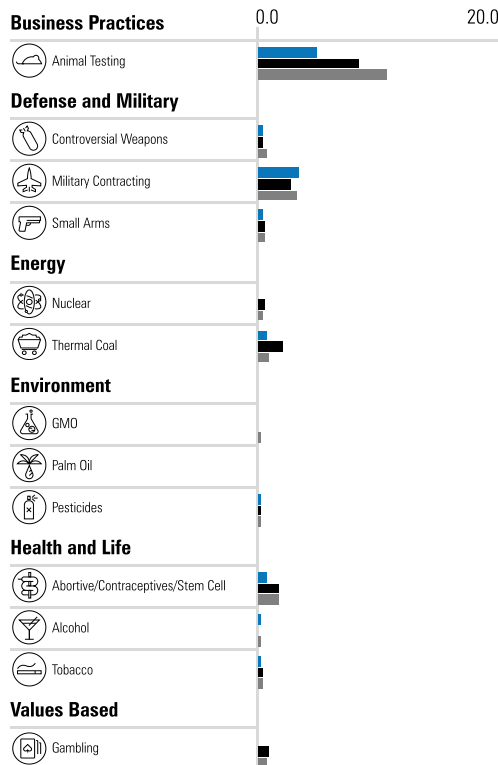 Business Practices 0.0 20.0
Animal Testing
Defense and Military
Controversial Weapons
Military Contracting
Small Arms
Energy
Nuclear
Thermal Coal
Environment
GMO
Palm Oil
Pesticides
Health and Life
Abortive/Contraceptives/Stem Cell
Alcohol
Tobacco
Values Based
Gambling